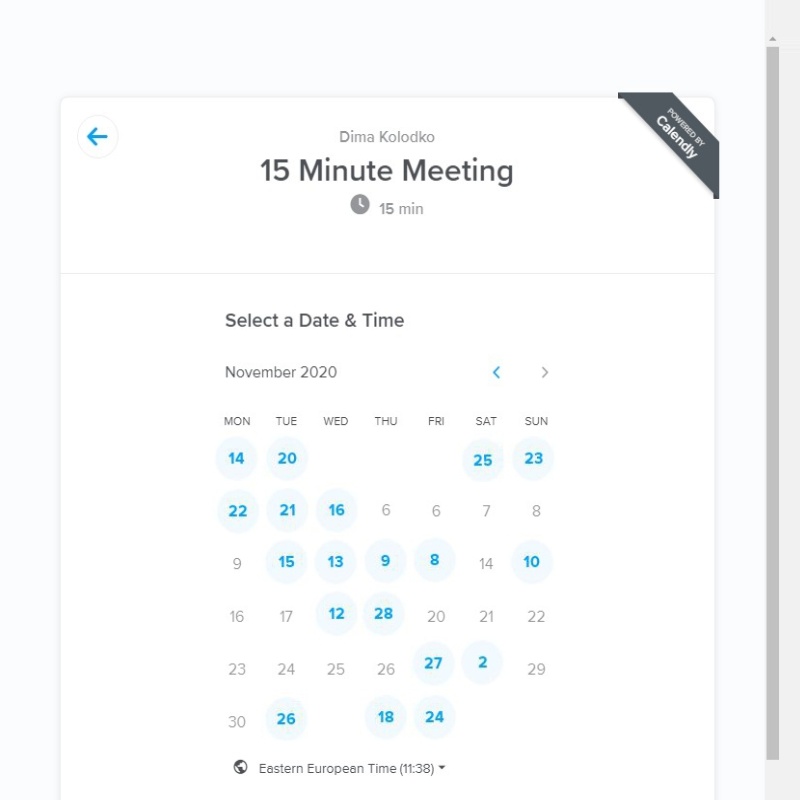 POWERED BY
Calendly
Dima Kolodko
15 Minute Meeting
15 min
Select a Date & Time
November 2020
MON TUE WED THU FRI SAT SUN
14 20 25 23
22 21 16 6 6 7 8
9 15 13 9 8 14 10
16 17 12 28 20 21 22
23 24 25 26 27 2 29
30 26 18 24
Eastern European Time (11:38)